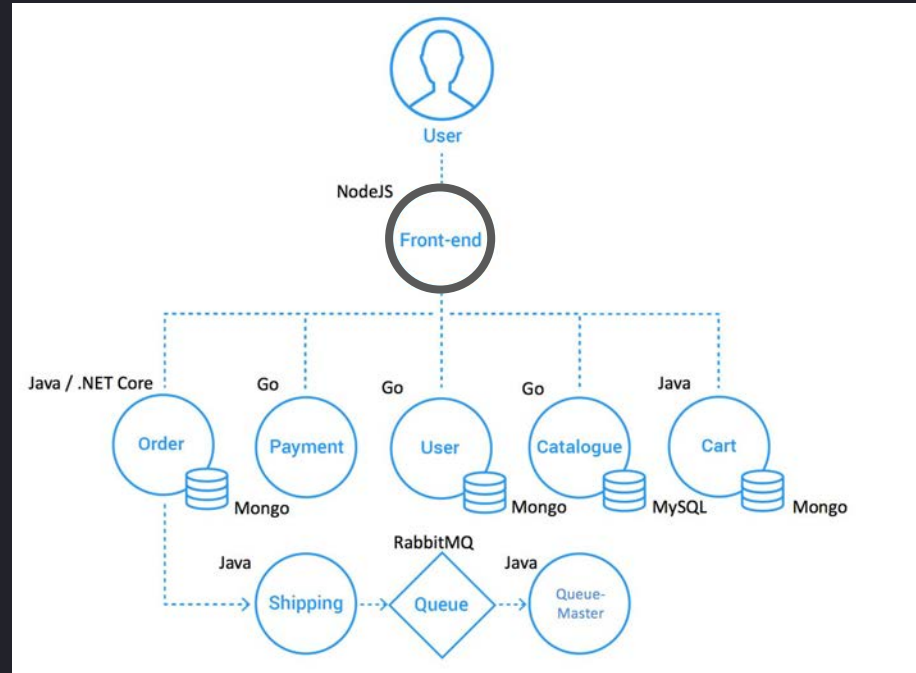 User
NodeJS
Front-end
Java / .NET Core
Go
Go
Go
Java
Order
Payment
User
Catalogue
Cart
Mongo
Mongo
MySQL
Mongo
RabbitMQ
Java
Java
Shipping
Queue
Queue-
Master